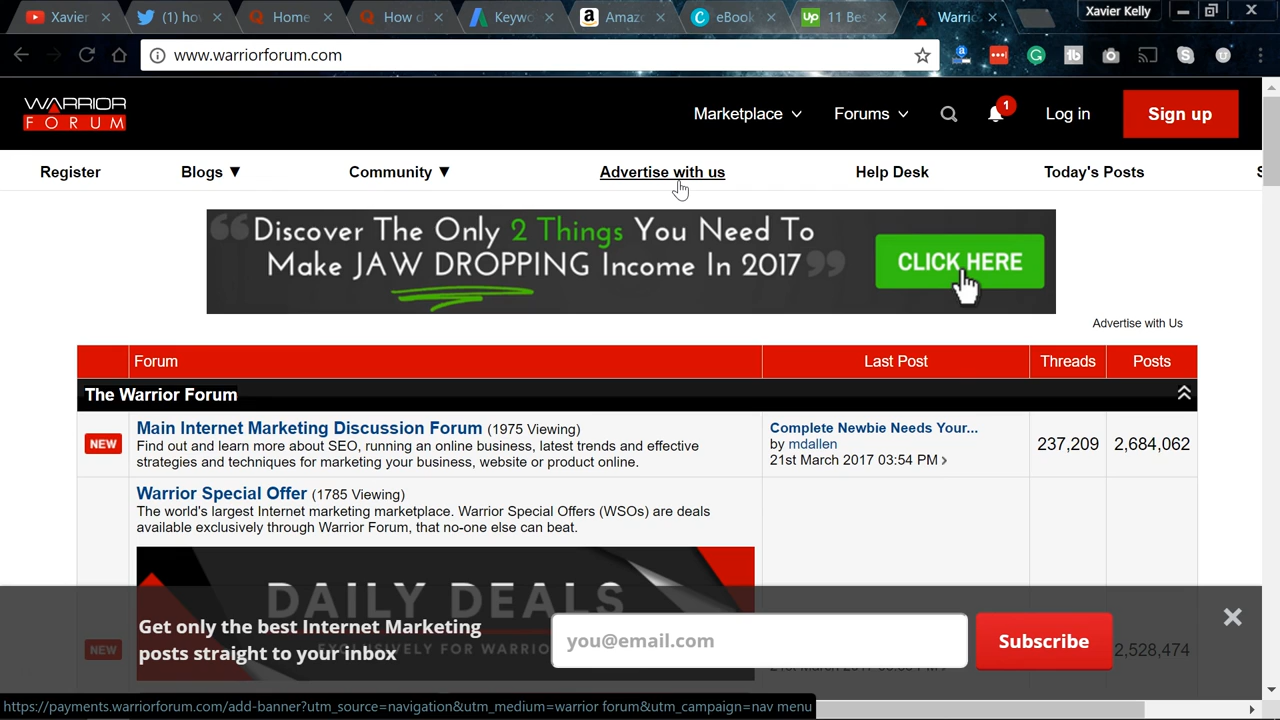 Xavier
(1) ho
Home
How d
Keywo
Amazo
eBook
Up 11 Bes
Warrio
Xavier Kelly
www.warriorforum.com
WARRIOR
FORUM
Marketplace
Forums
1
Log in
Sign up
Register
Blogs ▼
Community ▼
Advertise with us
Help Desk
Today's Posts
“ Discover The Only 2 Things You Need To
Make JAW DROPPING Income In 2017 ”
CLICK HERE
Advertise with Us
Forum
Last Post
Threads
Posts
The Warrior Forum
NEW
Main Internet Marketing Discussion Forum (1975 Viewing)
Find out and learn more about SEO, running an online business, latest trends and effective
strategies and techniques for marketing your business, website or product online.
Complete Newbie Needs Your...
by mdallen
21st March 2017 03:54 PM
237,209
2,684,062
Warrior Special Offer (1785 Viewing)
The world's largest Internet marketing marketplace. Warrior Special Offers (WSOs) are deals
available exclusively through Warrior Forum, that no-one else can beat.
DAILY DEALS
EXCLUSIVELY FOR WARRIO
NEW
2,528,474
Get only the best Internet Marketing
posts straight to your inbox
you@email.com
Subscribe
https://payments.warriorforum.com/add-banner?utm_source=navigation&utm_medium=warrior forum&utm_campaign=nav menu